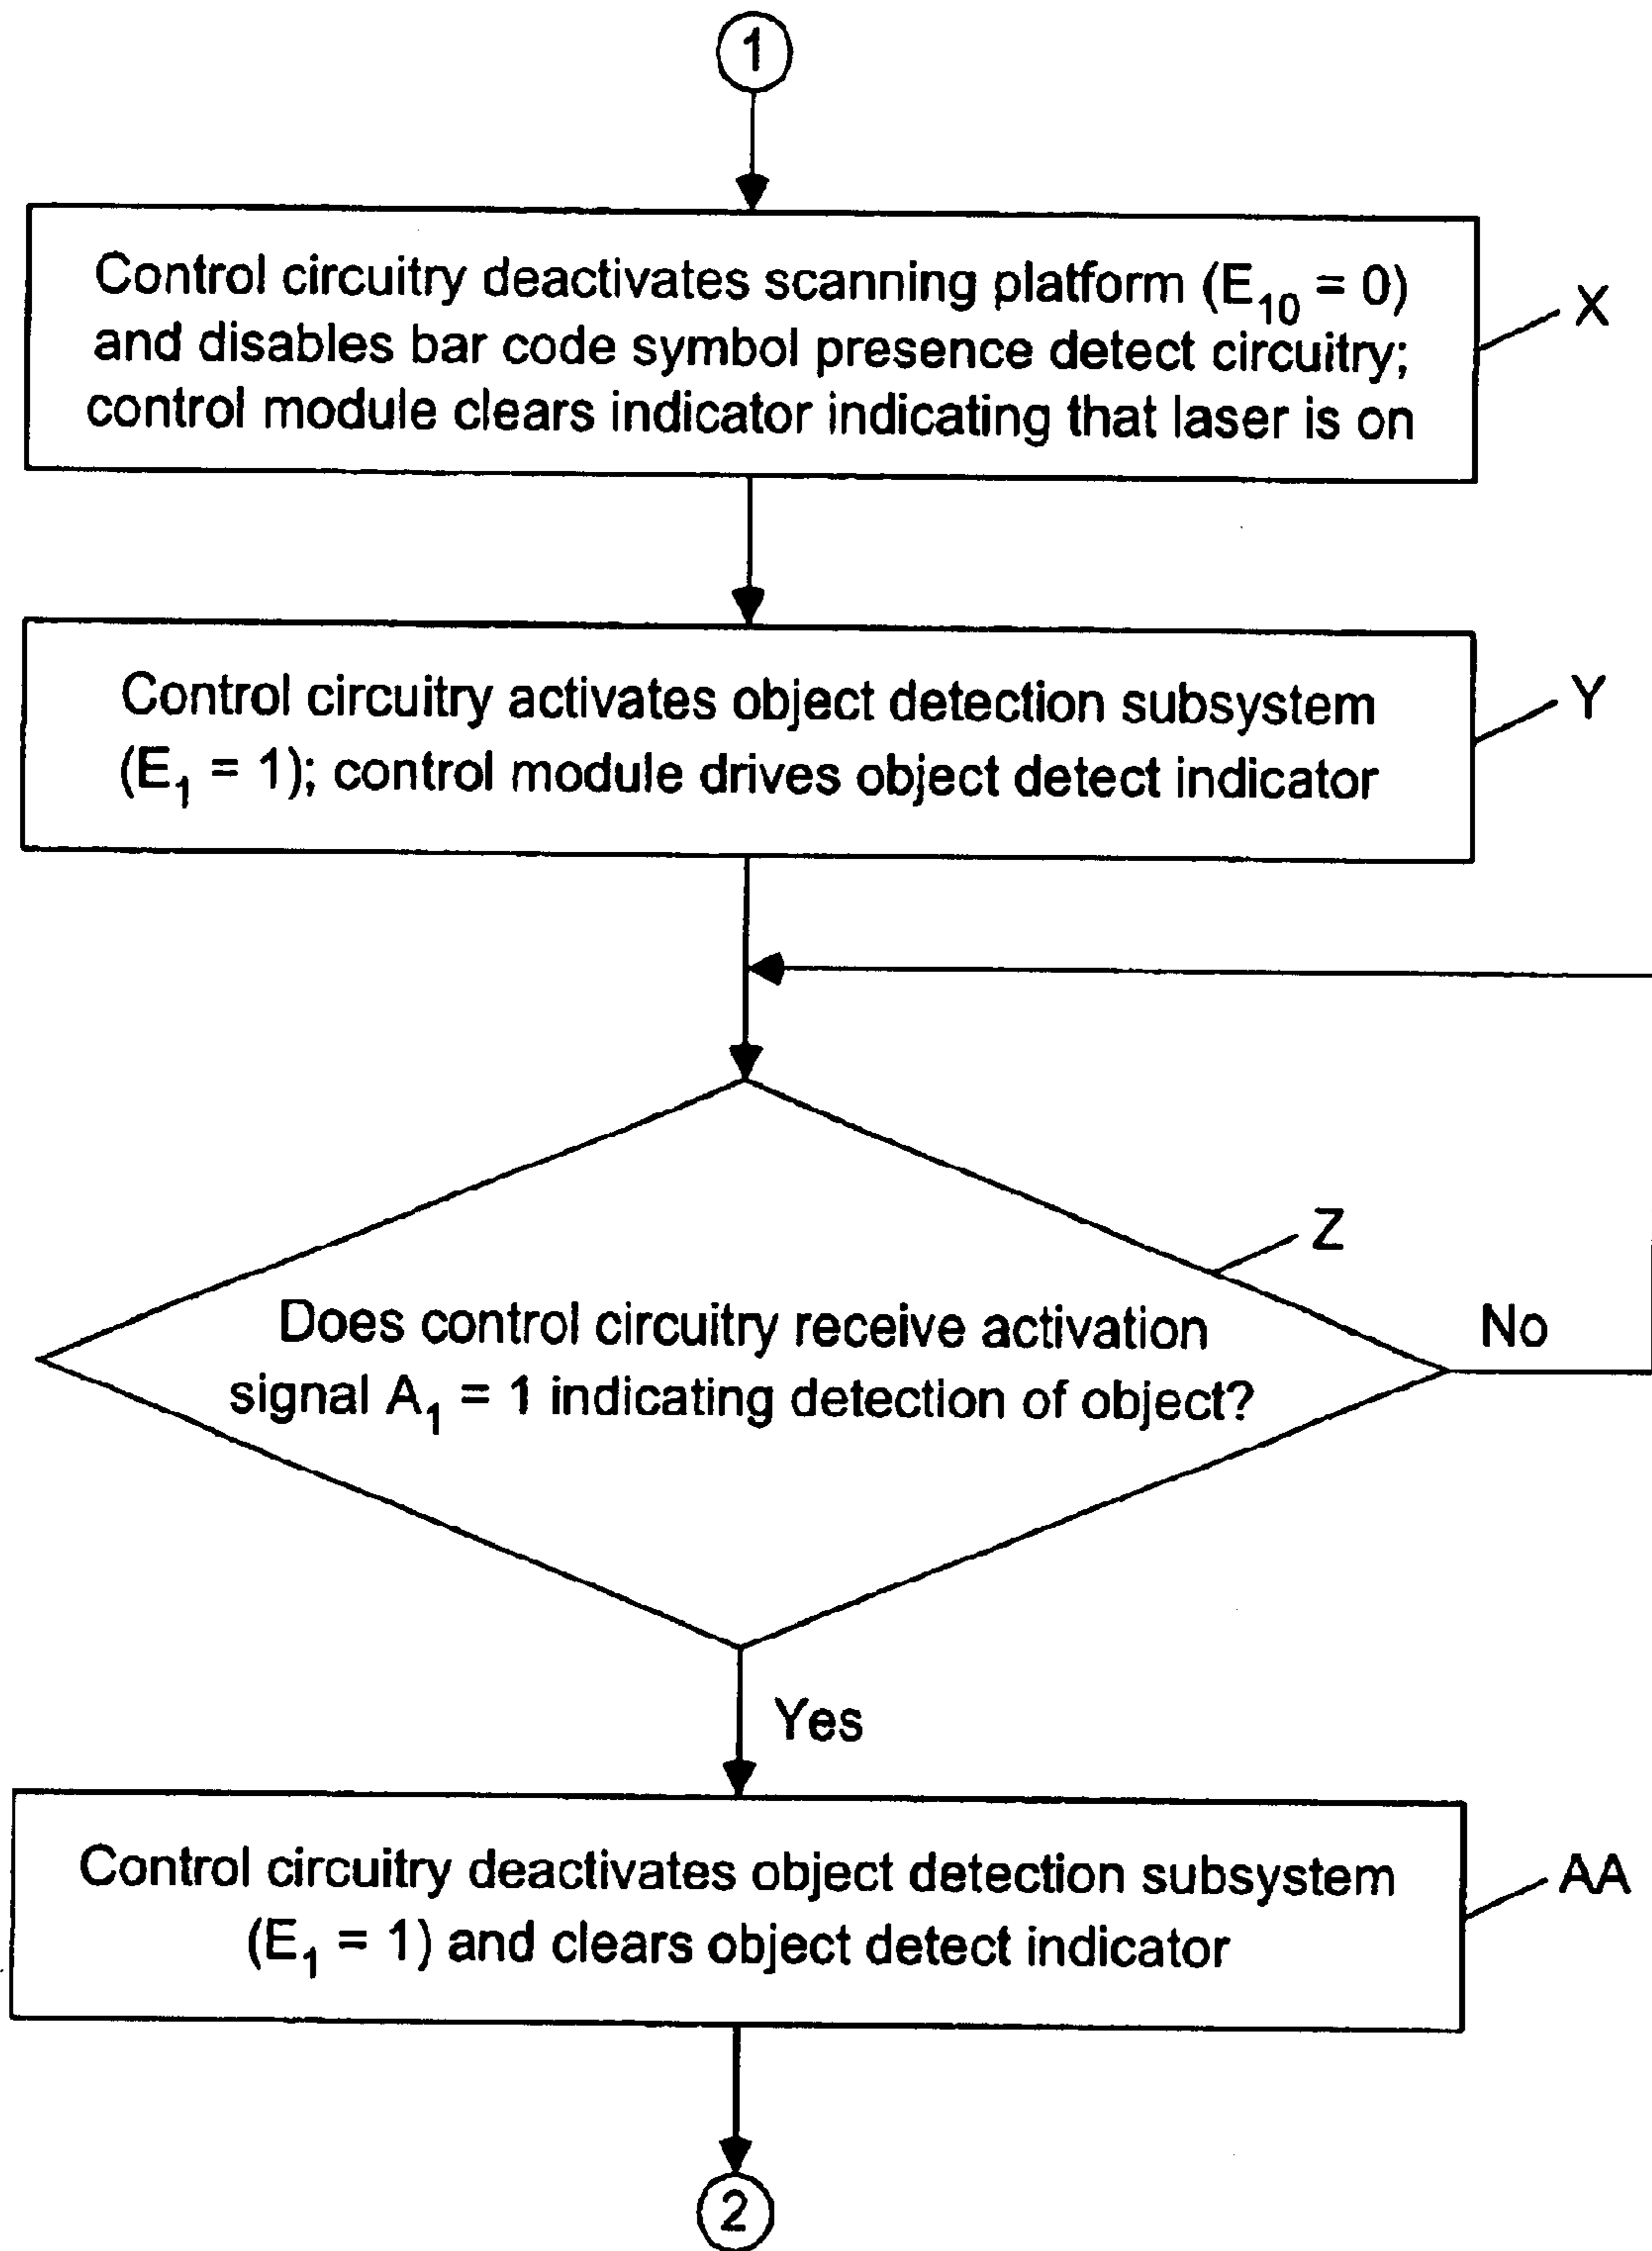 1
Control circuitry deactivates scanning platform (E₁₀ = 0)
and disables bar code symbol presence detect circuitry;
control module clears indicator indicating that laser is on
X
Control circuitry activates object detection subsystem
(E₁ = 1); control module drives object detect indicator
Y
Z
Does control circuitry receive activation
signal A₁ = 1 indicating detection of object?
No
Yes
Control circuitry deactivates object detection subsystem
(E₁ = 1) and clears object detect indicator
AA
2